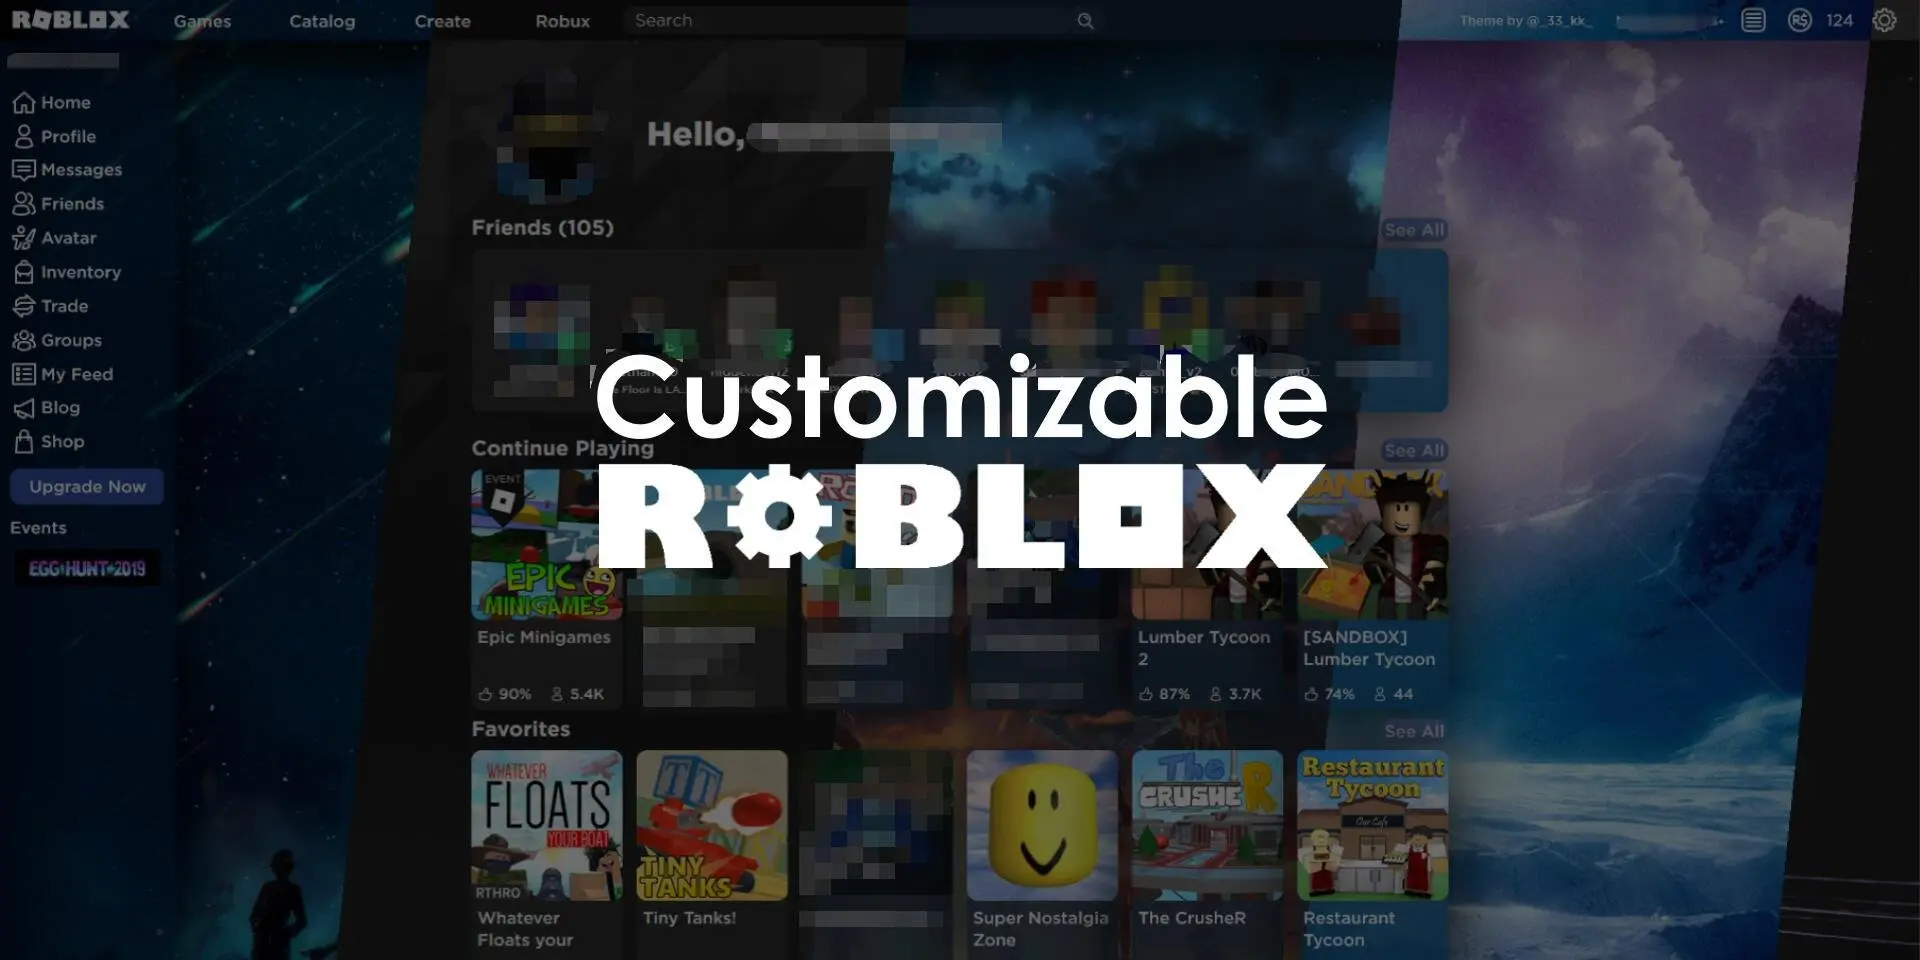 ROBLOX Games Catalog Create Robux Search Theme by @_33_kk_ 124
Home
Profile
Messages
Friends
Avatar
Inventory
Trade
Groups
My Feed
Blog
Shop
Upgrade Now
Events
EGG HUNT 2019
Hello,
Friends (105)
See All
Customizable
ROBLOX
Continue Playing
See All
EVENT
EPIC
MINIGAMES
Epic Minigames
90% 5.4K
Lumber Tycoon
2
87% 3.7K
[SANDBOX]
Lumber Tycoon
74% 44
Favorites
See All
WHATEVER
FLOATS
YOUR BOAT
RTHRO
Whatever
Floats your
TT
TINY
TANKS
Tiny Tanks!
Super Nostalgia
Zone
The
CRUSHER
The CrusheR
Restaurant
Tycoon
Our Cafe
Restaurant
Tycoon